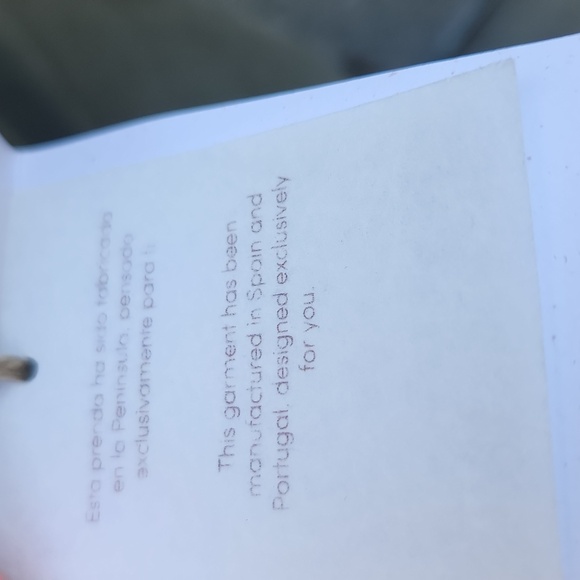 Esta prenda ha sido fabricada
en la Península, pensada
exclusivamente para ti.
This garment has been
manufactured in Spain and
Portugal, designed exclusively
for you.